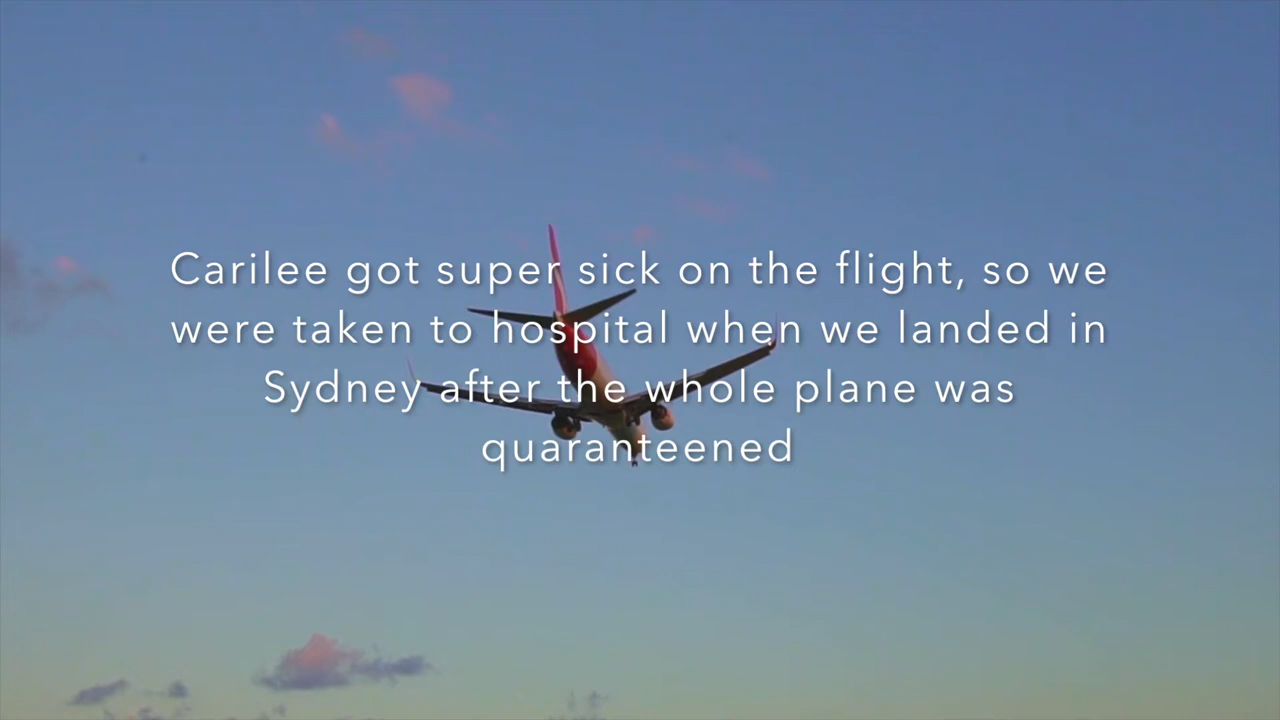 Carilee got super sick on the flight, so we
were taken to hospital when we landed in
Sydney after the whole plane was
quaranteened